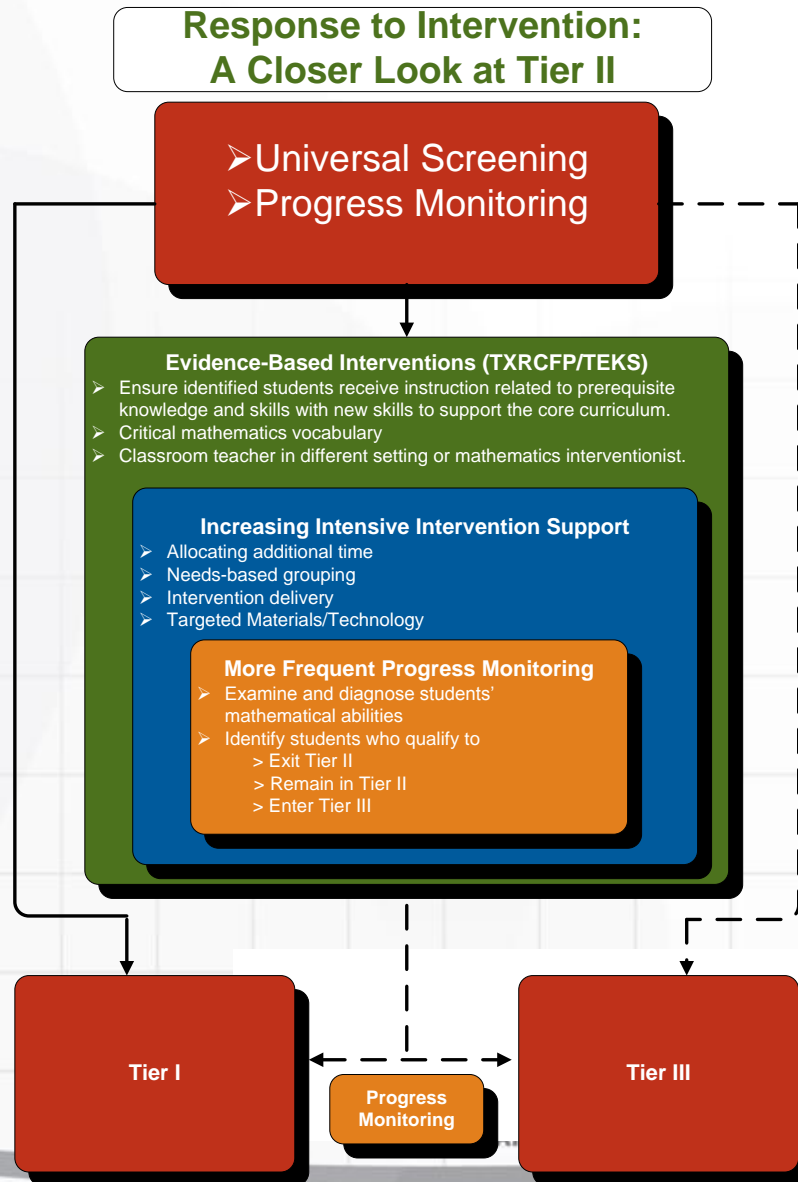 Response to Intervention:
A Closer Look at Tier II
➢Universal Screening
➢Progress Monitoring
Evidence-Based Interventions (TXRCFP/TEKS)
➢ Ensure identified students receive instruction related to prerequisite
knowledge and skills with new skills to support the core curriculum.
➢ Critical mathematics vocabulary
➢ Classroom teacher in different setting or mathematics interventionist.
Increasing Intensive Intervention Support
➢ Allocating additional time
➢ Needs-based grouping
➢ Intervention delivery
➢ Targeted Materials/Technology
More Frequent Progress Monitoring
➢ Examine and diagnose students’
mathematical abilities
➢ Identify students who qualify to
> Exit Tier II
> Remain in Tier II
> Enter Tier III
Tier I
Progress
Monitoring
Tier III